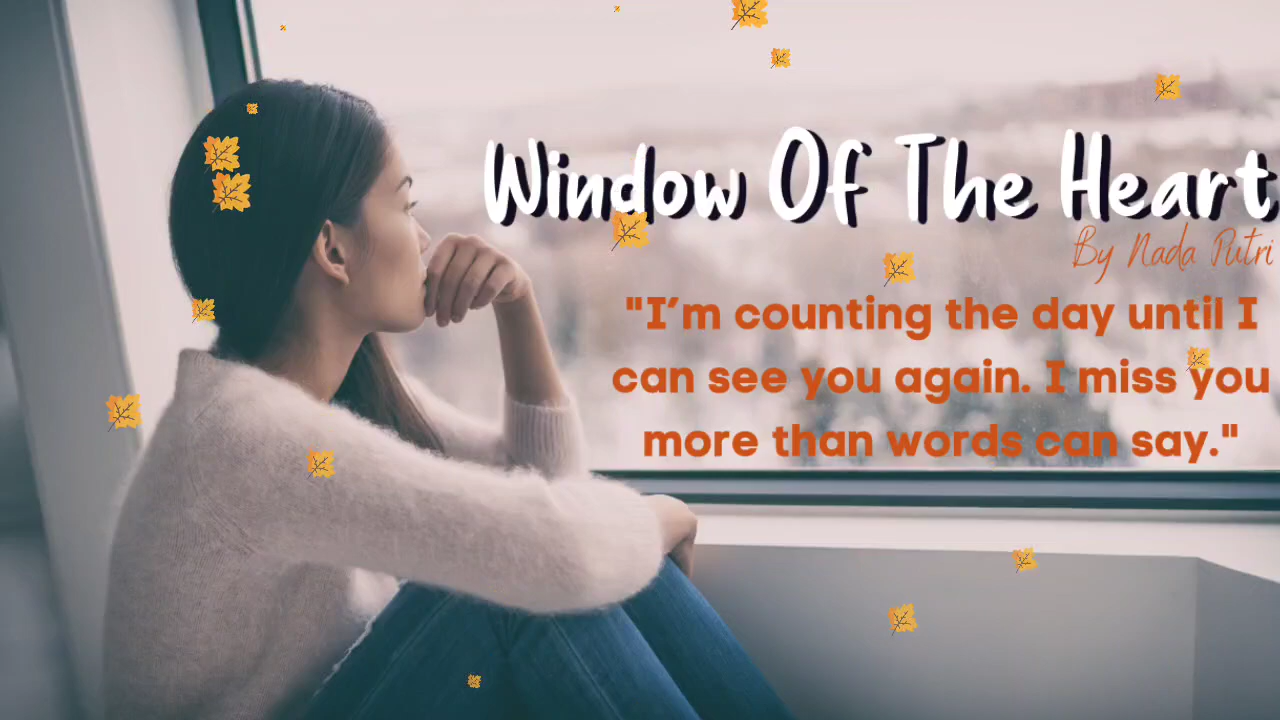 Window Of The Heart
By Nada Putri
"I’m counting the day until I
can see you again. I miss you
more than words can say."